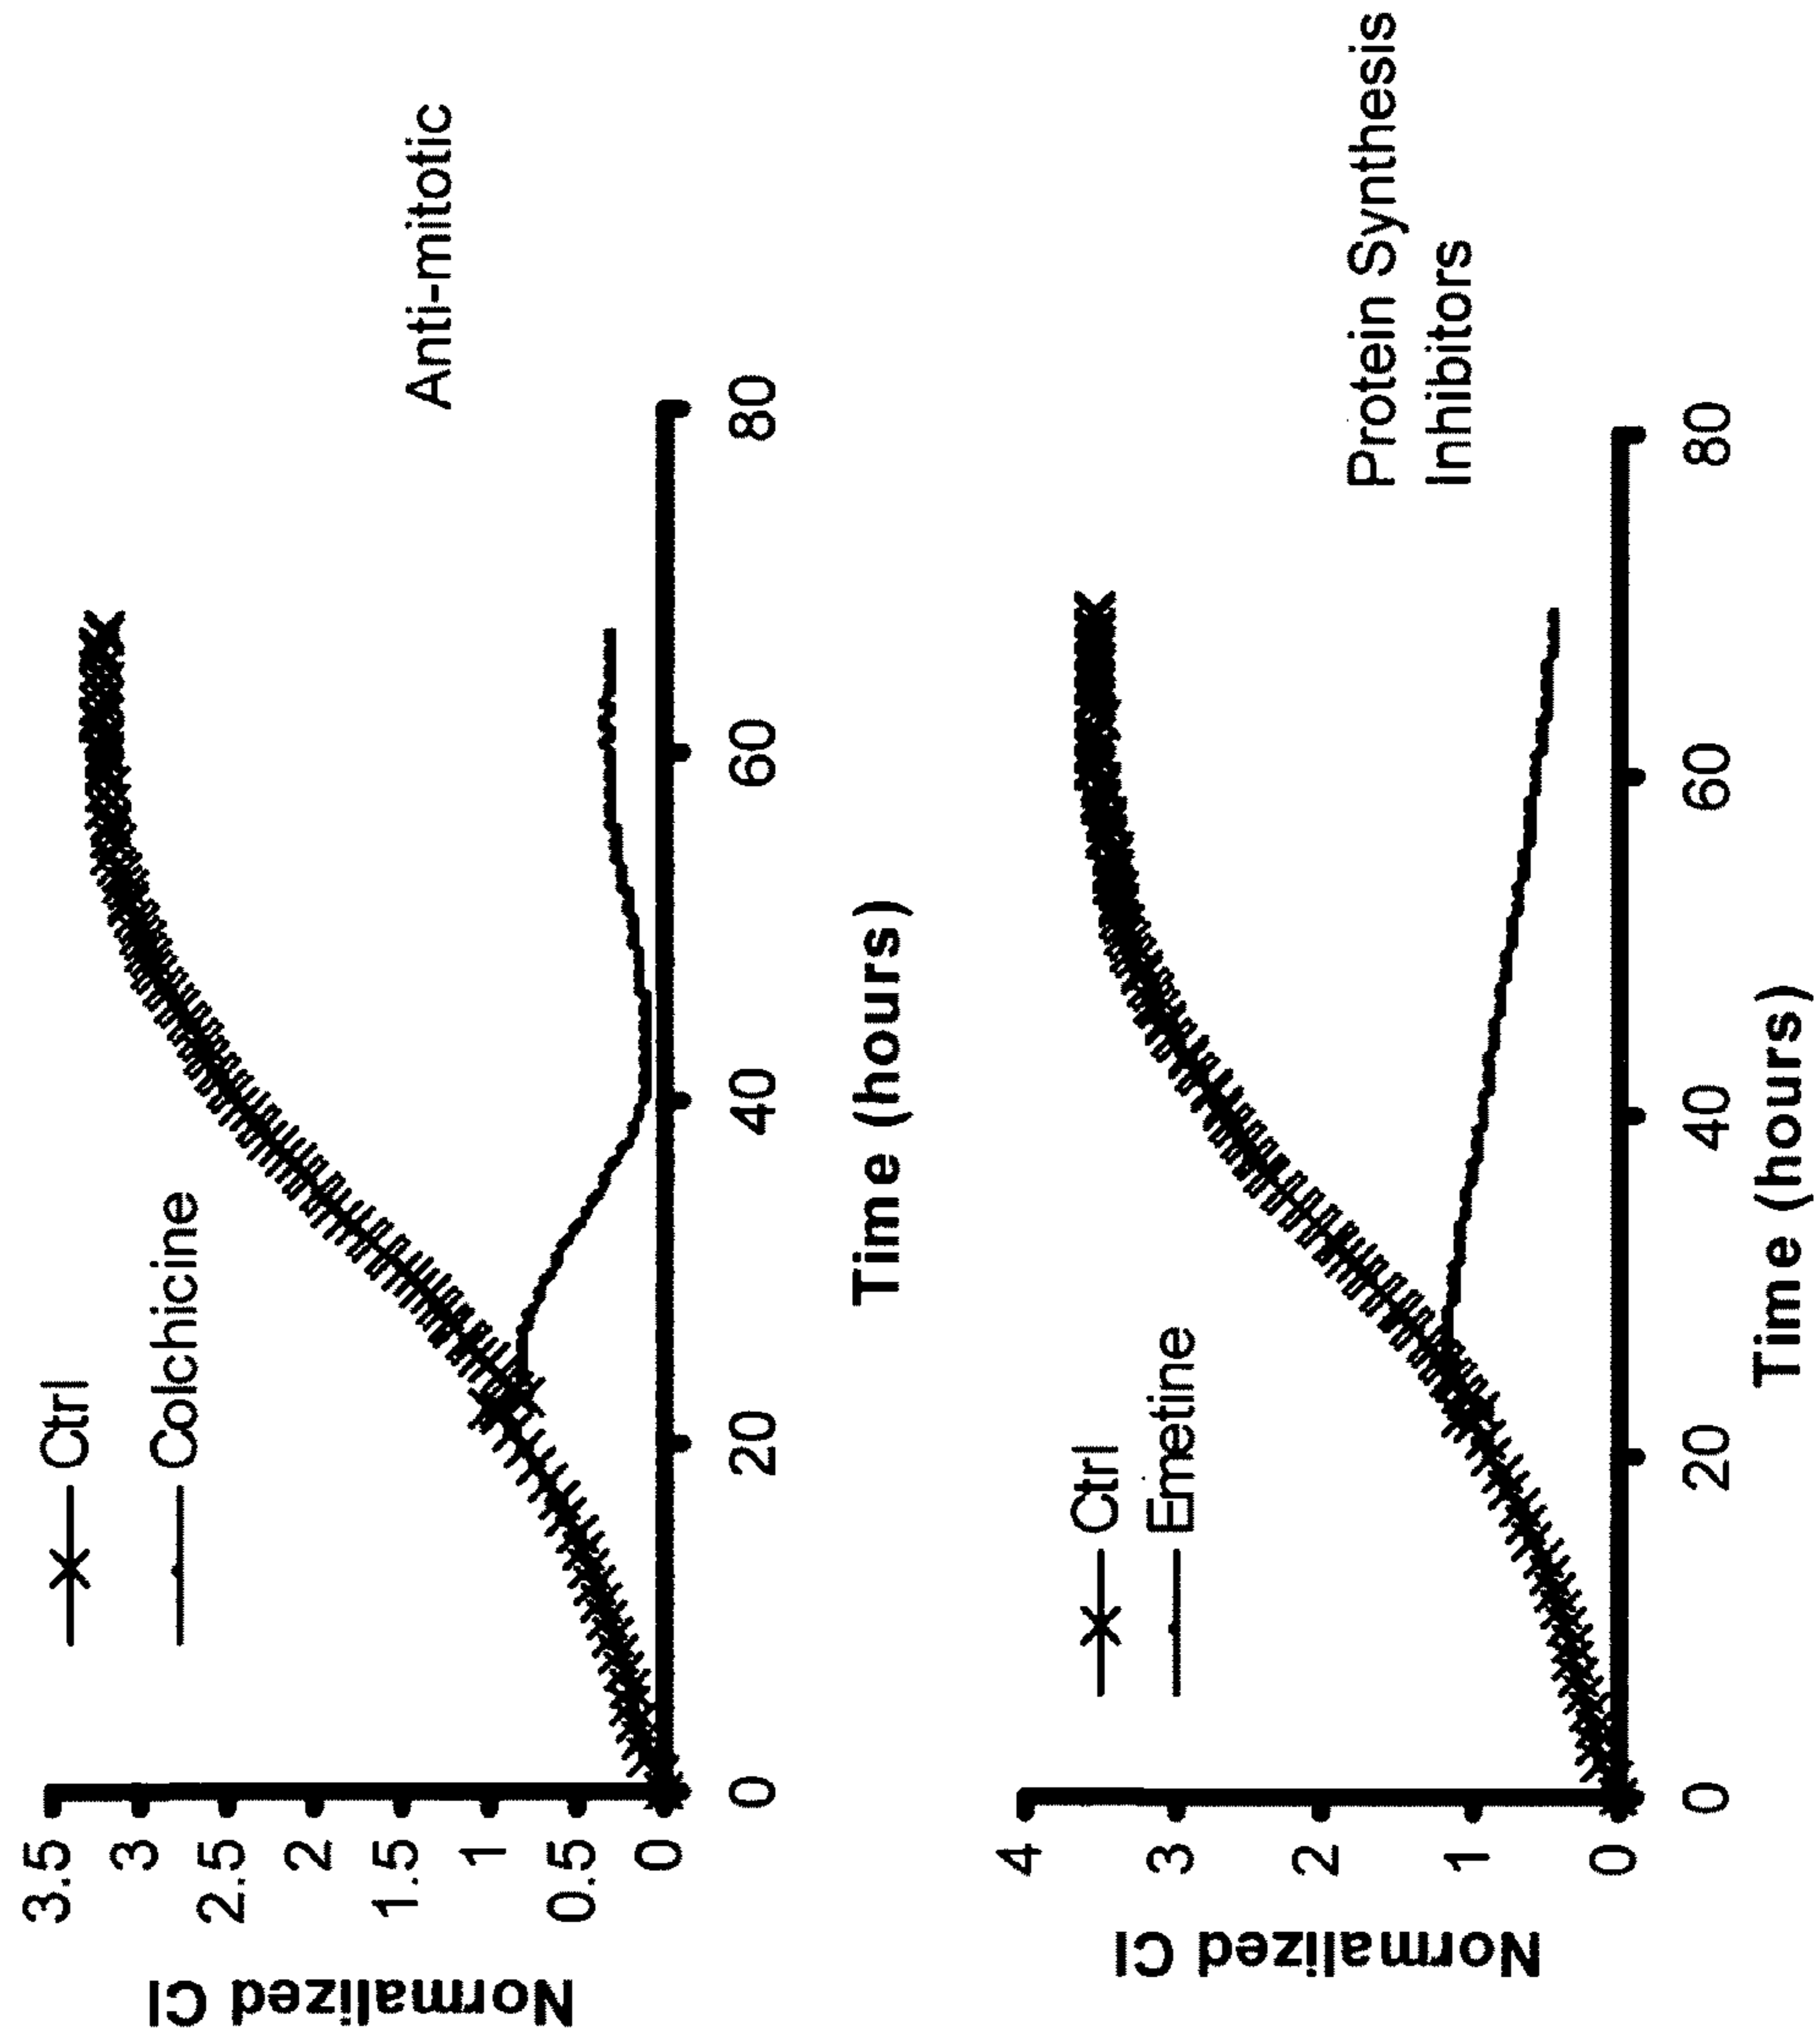 Ctrl
Colchicine
Anti-mitotic
Normalized CI
3.5
3
2.5
2
1.5
1
0.5
0
0 20 40 60 80
Time (hours)
Ctrl
Emetine
Protein Synthesis
Inhibitors
Normalized CI
4
3
2
1
0
0 20 40 60 80
Time (hours)